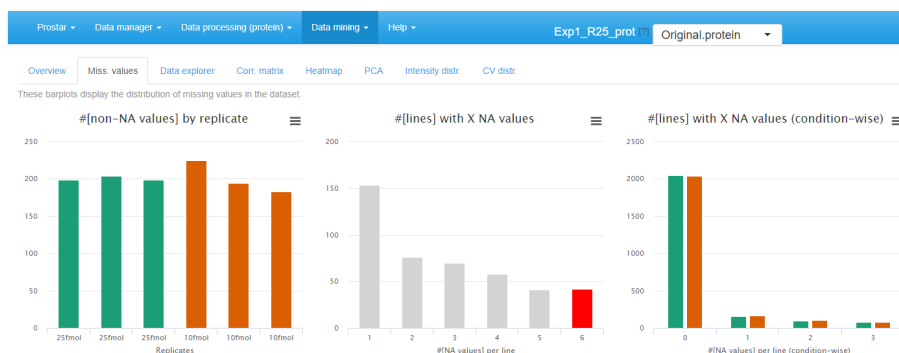 Prostar Data manager Data processing (protein) Data mining Help Exp1_R25_prot [?] Original.protein
Overview Miss. values Data explorer Corr. matrix Heatmap PCA Intensity distr. CV distr.
These barplots display the distribution of missing values in the dataset.
#[non-NA values] by replicate
250
200
150
100
50
0
25fmol 25fmol 25fmol 10fmol 10fmol 10fmol
Replicates
#[lines] with X NA values
200
150
100
50
0
1 2 3 4 5 6
#[NA values] per line
#[lines] with X NA values (condition-wise)
2500
2000
1500
1000
500
0
0 1 2 3
#[NA values] per line (condition-wise)